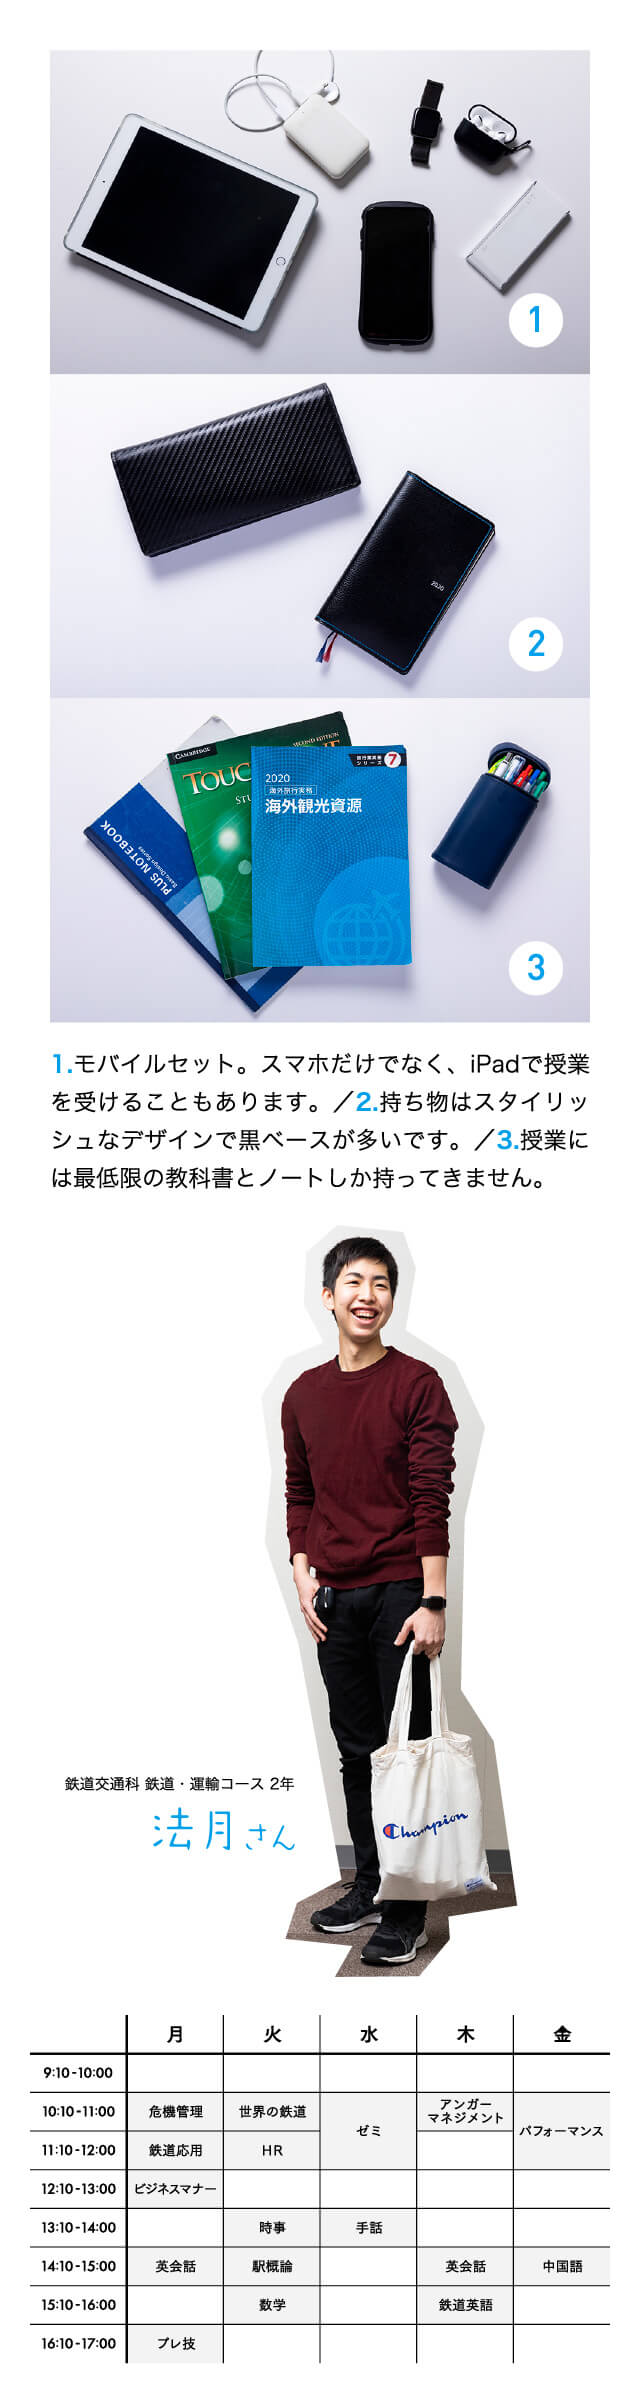 1
2020
2
CAMBRIDGE
SECOND EDITION
PLUS NOTEBOOK
Basic Design Series
旅行業実務
シリーズ 7
2020
海外旅行実務
海外観光資源
3
1.モバイルセット。スマホだけでなく、iPadで授業
を受けることもあります。／2.持ち物はスタイリッ
シュなデザインで黒ベースが多いです。／3.授業に
は最低限の教科書とノートしか持ってきません。
鉄道交通科 鉄道・運輸コース 2年
法月さん
Champion
月 火 水 木 金
9:10-10:00
10:10-11:00 危機管理 世界の鉄道 ゼミ アンガー
マネジメント パフォーマンス
11:10-12:00 鉄道応用 HR
12:10-13:00 ビジネスマナー
13:10-14:00 時事 手話
14:10-15:00 英会話 駅概論 英会話 中国語
15:10-16:00 数学 鉄道英語
16:10-17:00 プレ技